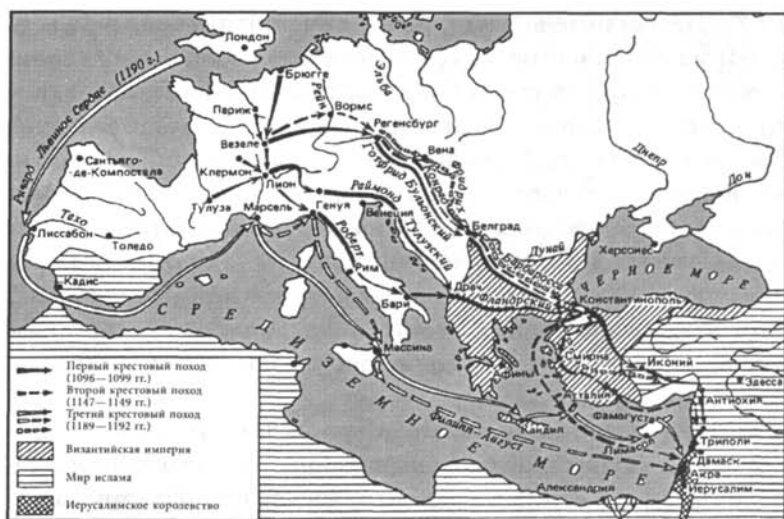 Лондон
Ричард Львиное Сердце (1190 г.)
Брюгге
Эльба
Рейн
Париж
Вормс
Регенсбург
Везеле
Вена
Днепр
Дон
Сантьяго-
де-Компостела
Клермон
Лион
Готфрид Бульонский
Конрад
Фридрих Барбаросса
Тулуза
Марсель
Генуя
Раймонд Тулузский
Венеция
Тахо
Лиссабон
Толедо
Белград
Дунай
Херсонес
Роберт Фландрский
Рим
Кадис
Бари
Драч
ЧЕРНОЕ МОРЕ
Константинополь
СРЕДИЗЕМНОЕ МОРЕ
Мессина
Афины
Смирна
Иконий
Эдесса
Атталия
Антиохия
Фамагуста
Кандия
Лимасол
Триполи
Филипп-Август
Дамаск
Акра
Иерусалим
Александрия
Первый крестовый поход
(1096—1099 гг.)
Второй крестовый поход
(1147—1149 гг.)
Третий крестовый поход
(1189—1192 гг.)
Византийская империя
Мир ислама
Иерусалимское королевство